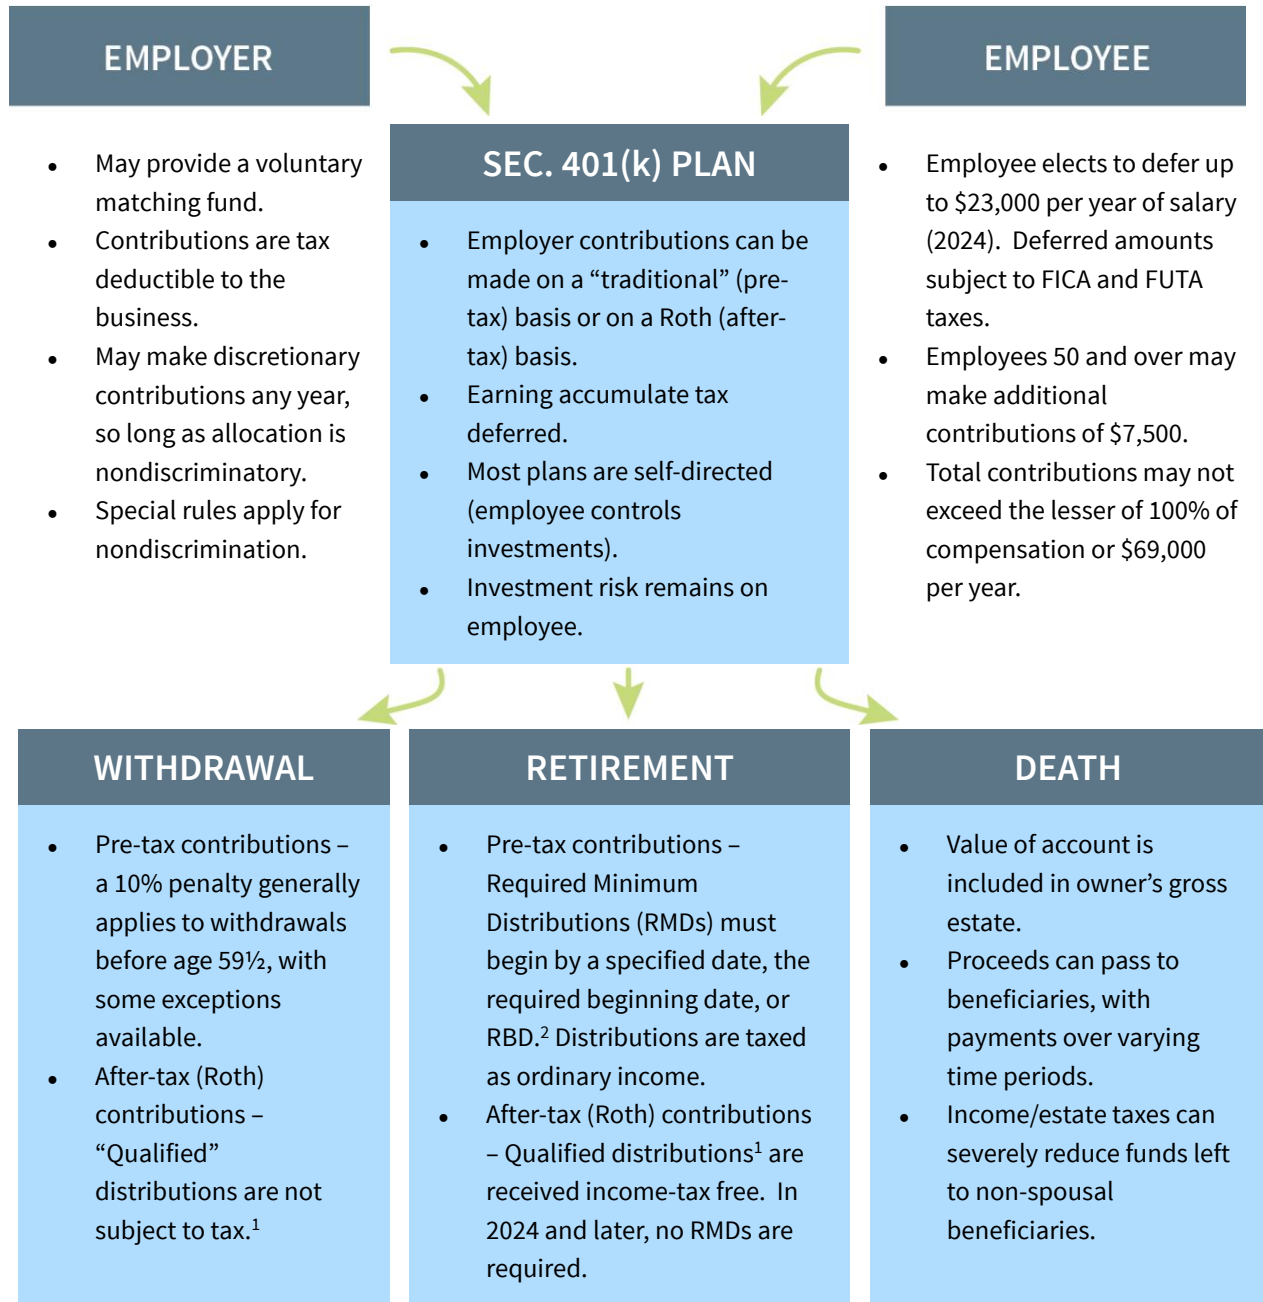 EMPLOYER
• May provide a voluntary
matching fund.
• Contributions are tax
deductible to the
business.
• May make discretionary
contributions any year,
so long as allocation is
nondiscriminatory.
• Special rules apply for
nondiscrimination.
SEC. 401(k) PLAN
• Employer contributions can be
made on a “traditional” (pre-
tax) basis or on a Roth (after-
tax) basis.
• Earning accumulate tax
deferred.
• Most plans are self-directed
(employee controls
investments).
• Investment risk remains on
employee.
EMPLOYEE
• Employee elects to defer up
to $23,000 per year of salary
(2024). Deferred amounts
subject to FICA and FUTA
taxes.
• Employees 50 and over may
make additional
contributions of $7,500.
• Total contributions may not
exceed the lesser of 100% of
compensation or $69,000
per year.
WITHDRAWAL
• Pre-tax contributions –
a 10% penalty generally
applies to withdrawals
before age 59½, with
some exceptions
available.
• After-tax (Roth)
contributions –
“Qualified”
distributions are not
subject to tax.¹
RETIREMENT
• Pre-tax contributions –
Required Minimum
Distributions (RMDs) must
begin by a specified date, the
required beginning date, or
RBD.² Distributions are taxed
as ordinary income.
• After-tax (Roth) contributions
– Qualified distributions¹ are
received income-tax free. In
2024 and later, no RMDs are
required.
DEATH
• Value of account is
included in owner’s gross
estate.
• Proceeds can pass to
beneficiaries, with
payments over varying
time periods.
• Income/estate taxes can
severely reduce funds left
to non-spousal
beneficiaries.